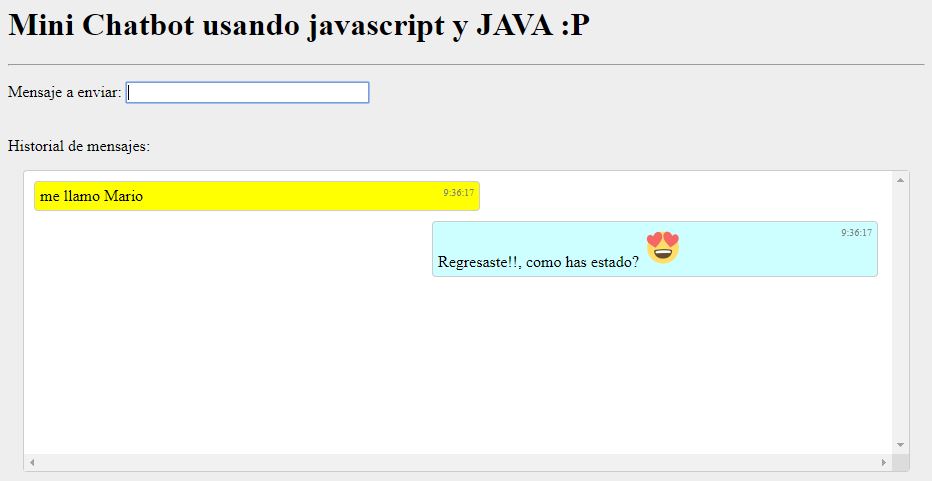 Mini Chatbot usando javascript y JAVA :P
Mensaje a enviar:
Historial de mensajes:
me llamo Mario 9:36:17
9:36:17
Regresaste!!, como has estado?